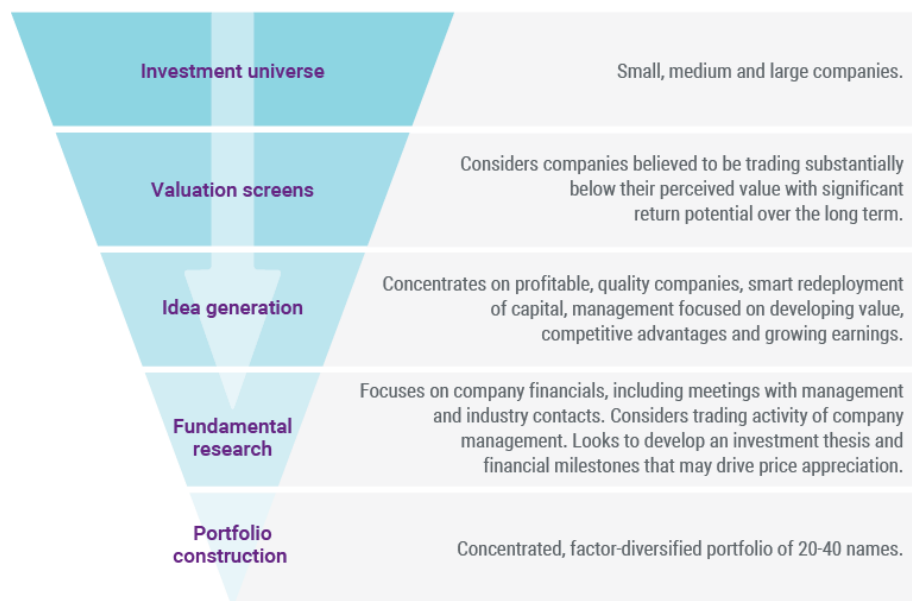 Investment universe
Small, medium and large companies.
Valuation screens
Considers companies believed to be trading substantially
below their perceived value with significant
return potential over the long term.
Idea generation
Concentrates on profitable, quality companies, smart redeployment
of capital, management focused on developing value,
competitive advantages and growing earnings.
Fundamental
research
Focuses on company financials, including meetings with management
and industry contacts. Considers trading activity of company
management. Looks to develop an investment thesis and
financial milestones that may drive price appreciation.
Portfolio
construction
Concentrated, factor-diversified portfolio of 20-40 names.